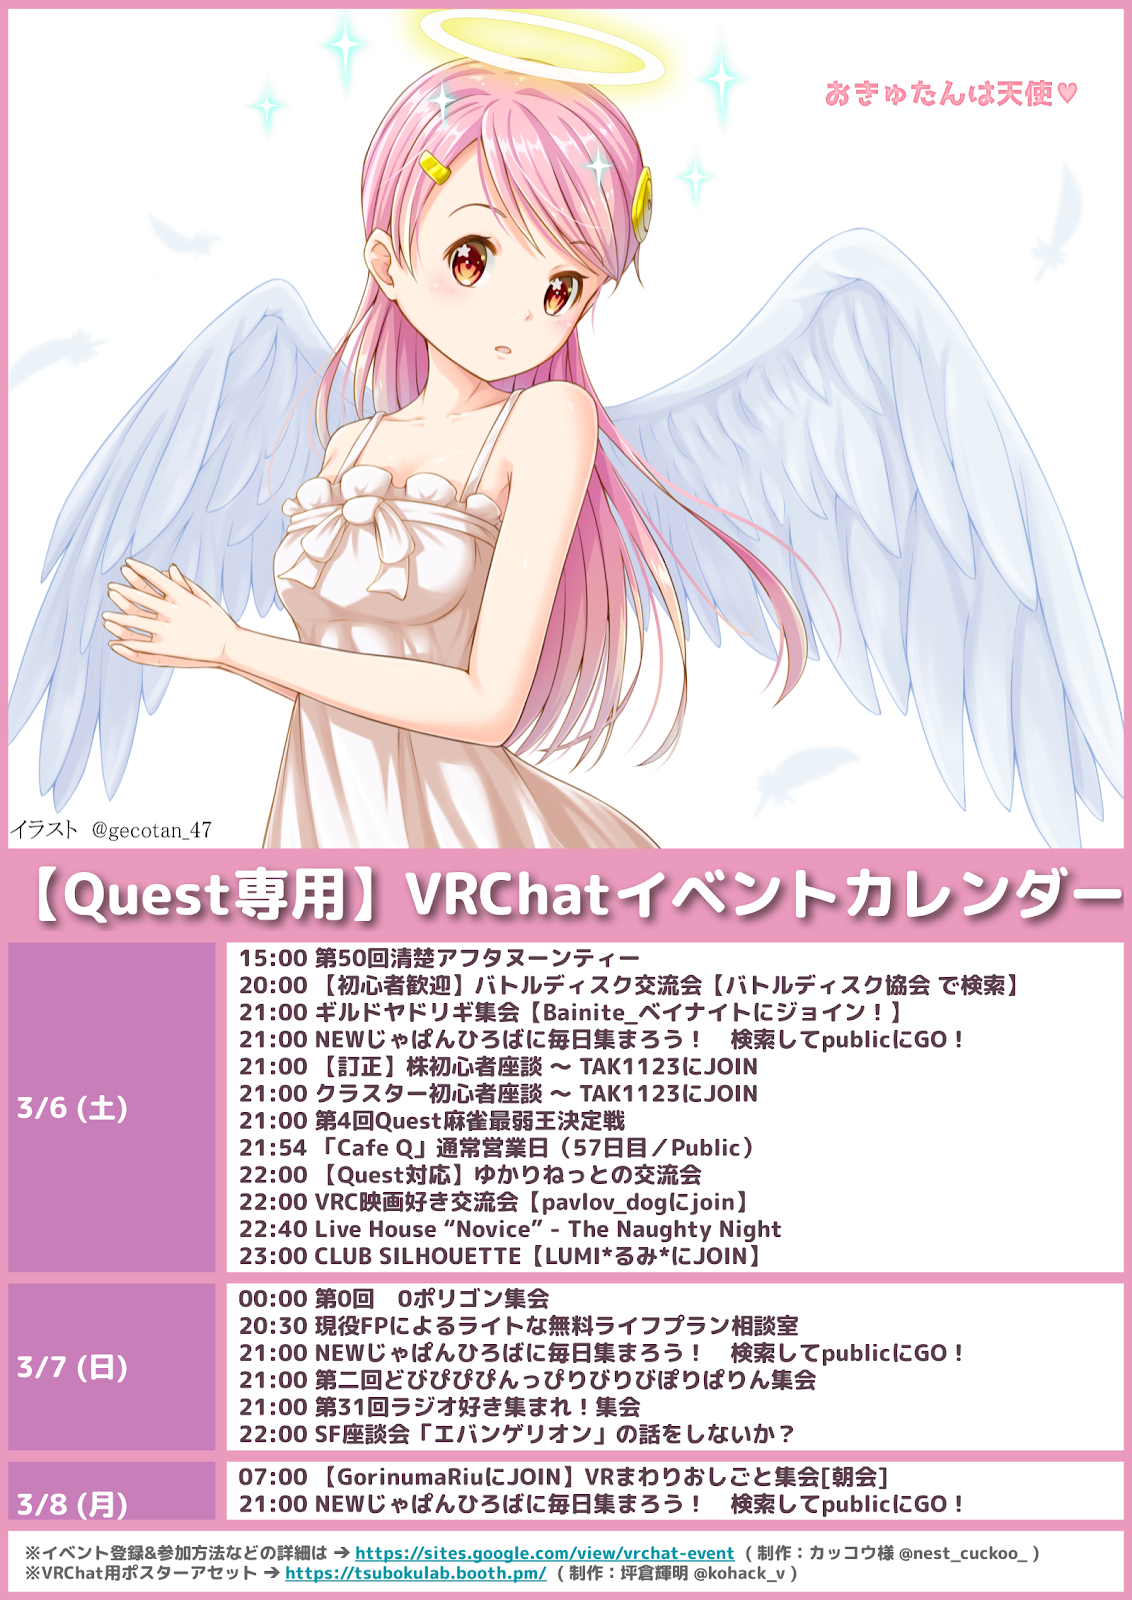 おきゅたんは天使♥
イラスト @gecotan_47
【Quest専用】VRChatイベントカレンダー
3/6 (土)
15:00 第50回清楚アフタヌーンティー
20:00 【初心者歓迎】バトルディスク交流会【バトルディスク協会 で検索】
21:00 ギルドヤドリギ集会【Bainite_ベイナイトにジョイン！】
21:00 NEWじゃぱんひろばに毎日集まろう！　検索してpublicにGO！
21:00 【訂正】株初心者座談 ～ TAK1123にJOIN
21:00 クラスター初心者座談 ～ TAK1123にJOIN
21:00 第4回Quest麻雀最弱王決定戦
21:54 「Cafe Q」通常営業日（57日目／Public）
22:00 【Quest対応】ゆかりねっとの交流会
22:00 VRC映画好き交流会【pavlov_dogにjoin】
22:40 Live House “Novice” - The Naughty Night
23:00 CLUB SILHOUETTE【LUMI*るみ*にJOIN】
3/7 (日)
00:00 第0回　0ポリゴン集会
20:30 現役FPによるライトな無料ライフプラン相談室
21:00 NEWじゃぱんひろばに毎日集まろう！　検索してpublicにGO！
21:00 第二回どびぴぴぴんっぴりびりびぽりぱりん集会
21:00 第31回ラジオ好き集まれ！集会
22:00 SF座談会「エバンゲリオン」の話をしないか？
3/8 (月)
07:00 【GorinumaRiuにJOIN】VRまわりおしごと集会[朝会]
21:00 NEWじゃぱんひろばに毎日集まろう！　検索してpublicにGO！
※イベント登録&参加方法などの詳細は → https://sites.google.com/view/vrchat-event ( 制作：カッコウ様 @nest_cuckoo_ )
※VRChat用ポスターアセット → https://tsubokulab.booth.pm/ ( 制作：坪倉輝明 @kohack_v )